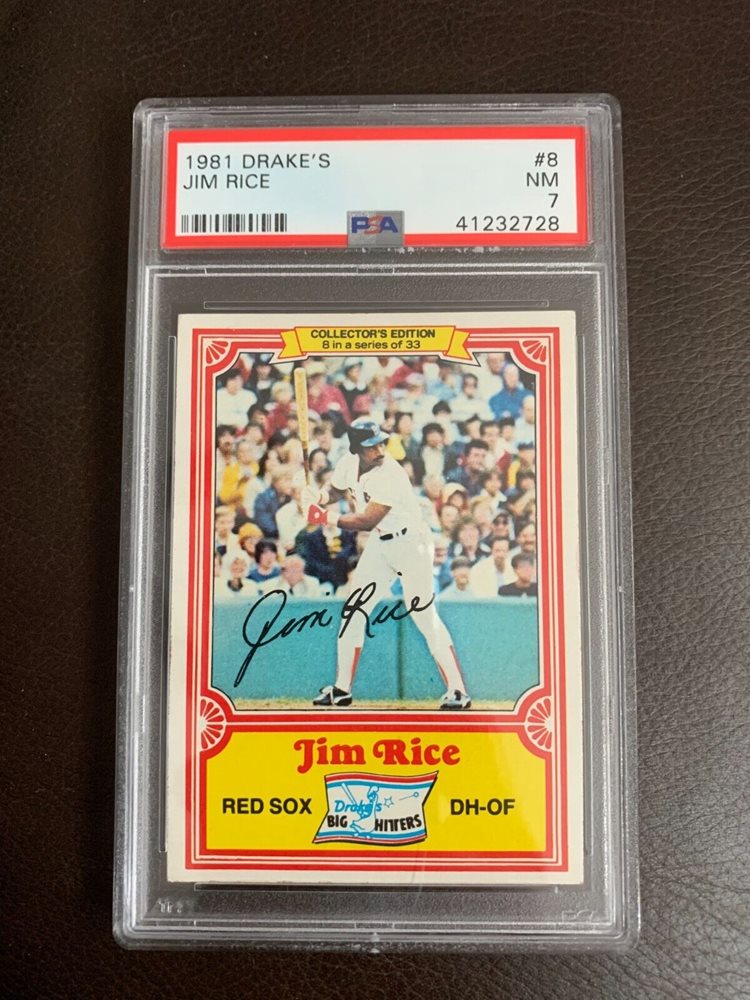 1981 DRAKE'S #8
JIM RICE NM
7
PSA 41232728
COLLECTOR'S EDITION
8 in a series of 33
Jim Rice
Jim Rice
RED SOX Drake's BIG HITTERS DH-OF